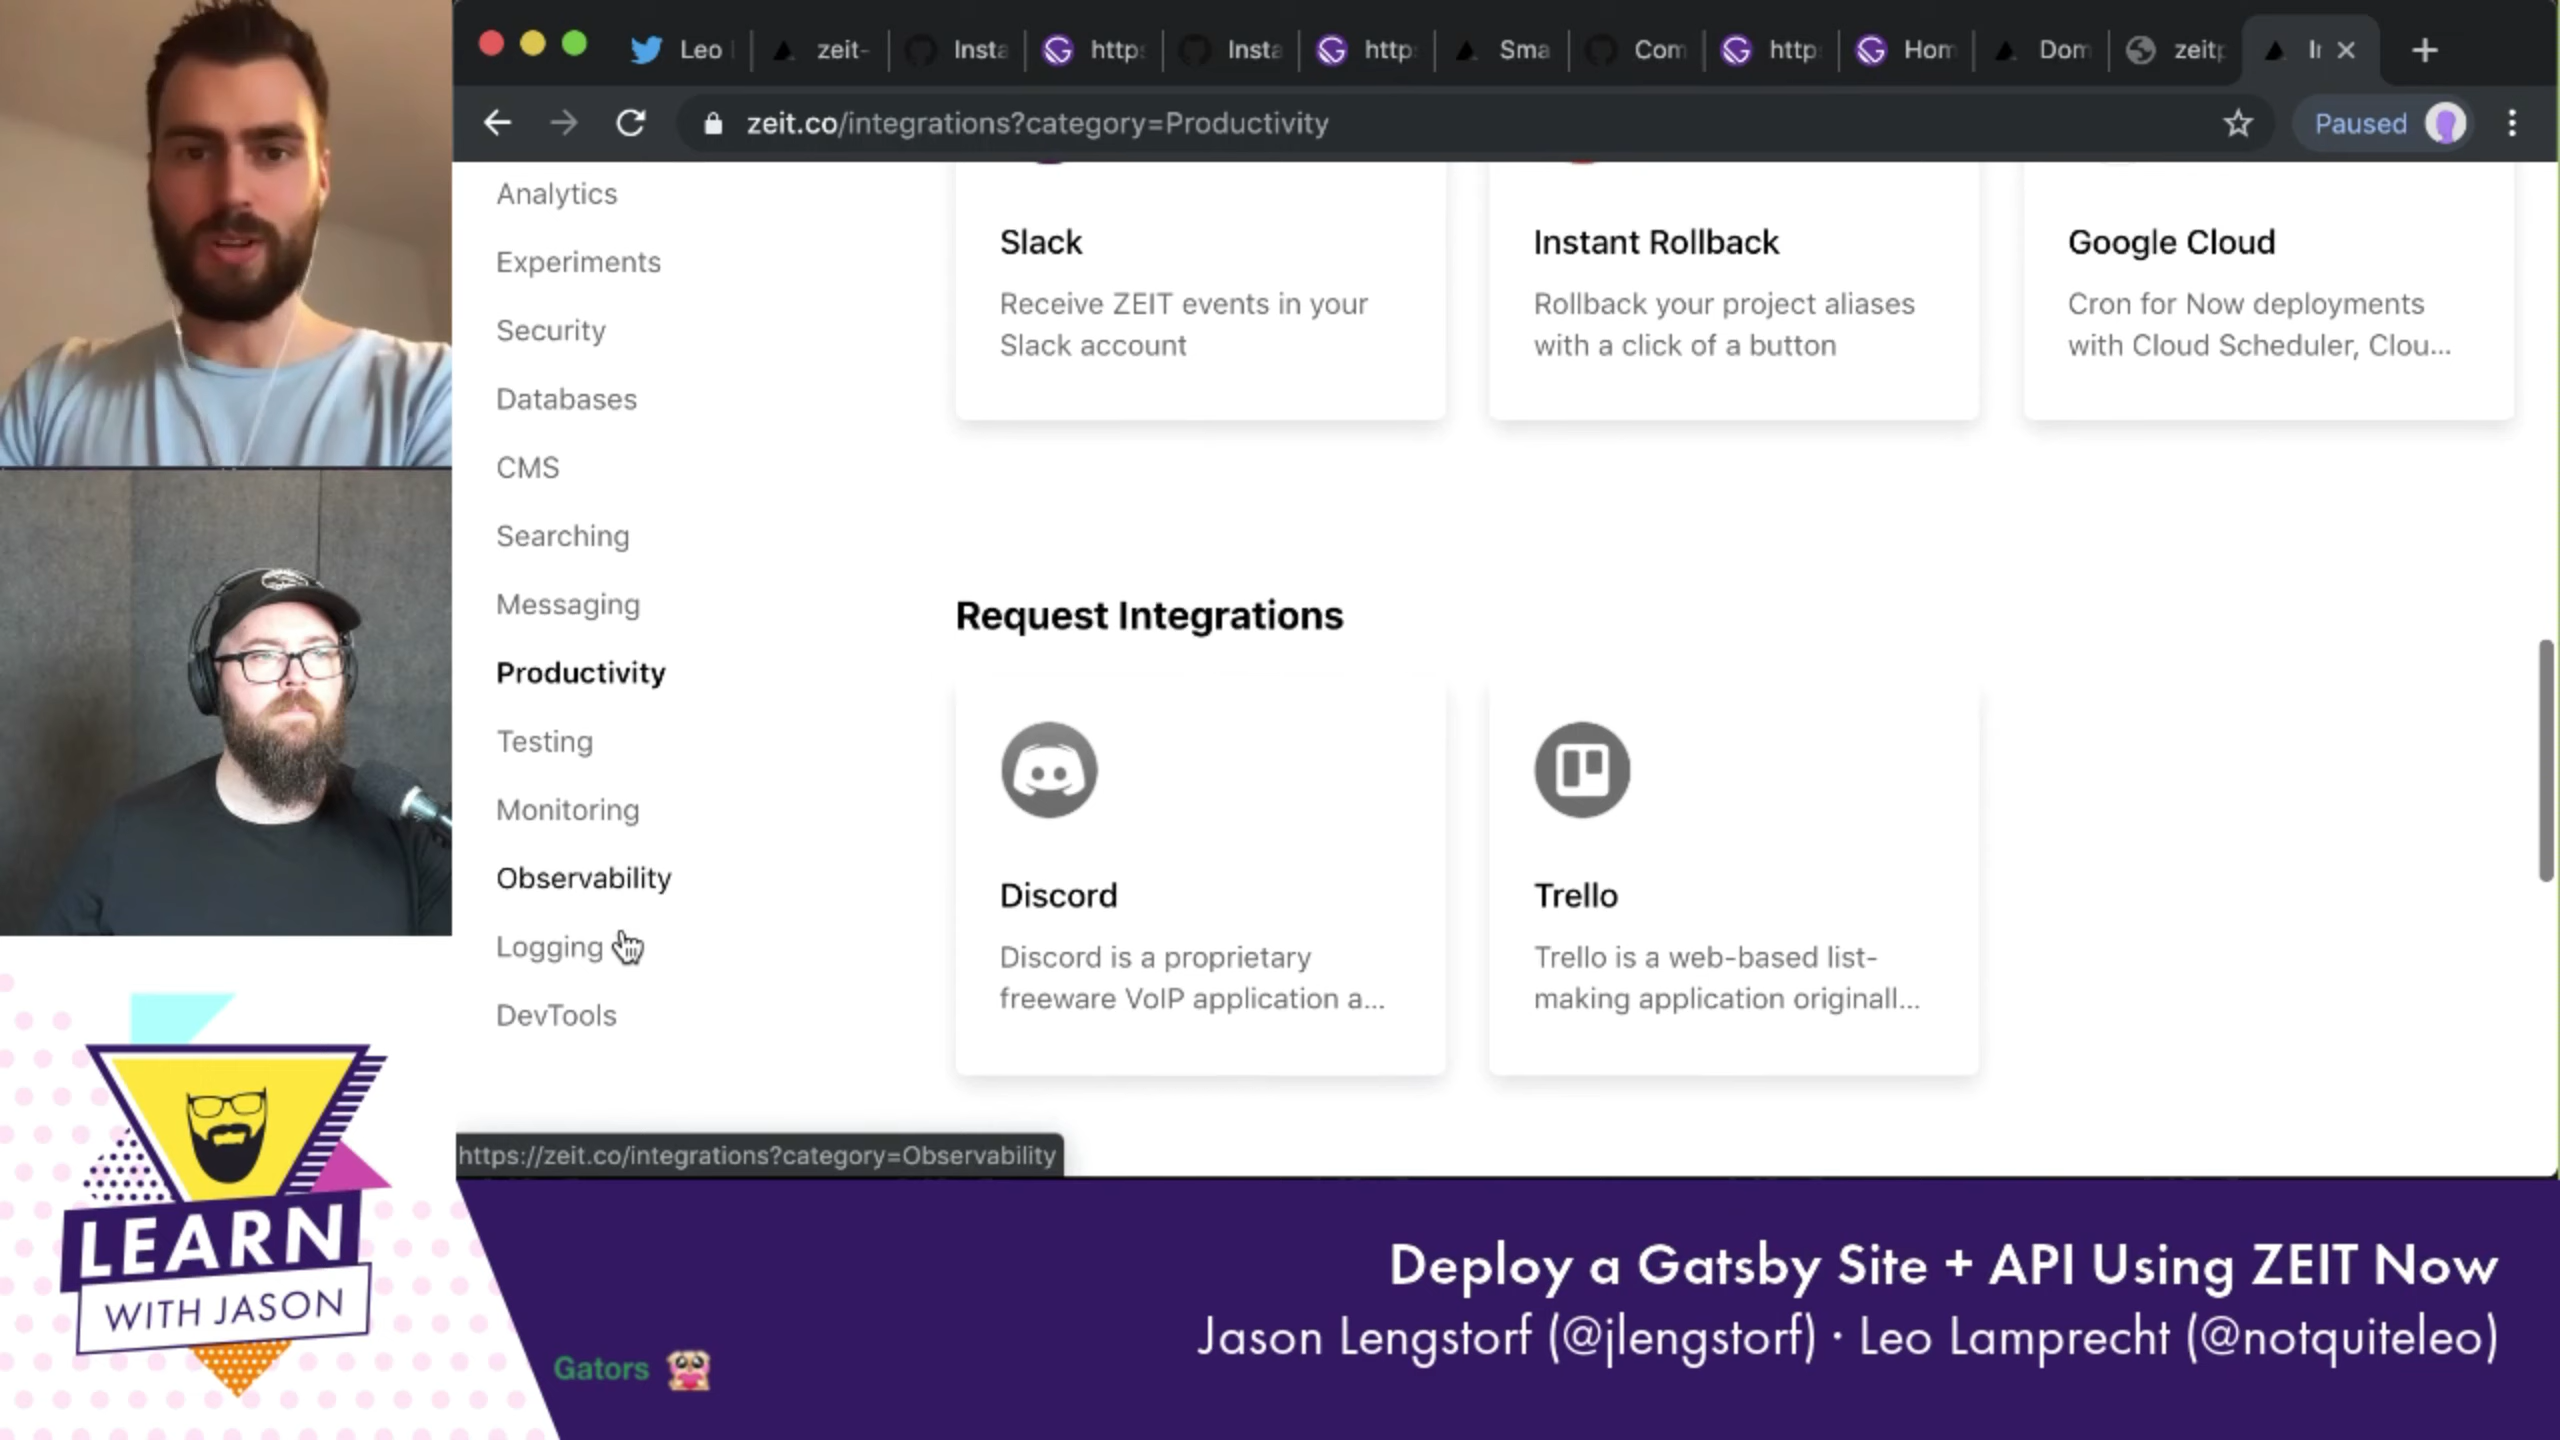 Leo
zeit-
Insta
https
Insta
http
Sma
Com
http
Hom
Dom
zeitp
zeit.co/integrations?category=Productivity
Paused
Analytics
Experiments
Security
Databases
CMS
Searching
Messaging
Productivity
Testing
Monitoring
Observability
Logging
DevTools
Slack
Receive ZEIT events in your
Slack account
Instant Rollback
Rollback your project aliases
with a click of a button
Google Cloud
Cron for Now deployments
with Cloud Scheduler, Clou...
Request Integrations
Discord
Discord is a proprietary
freeware VoIP application a...
Trello
Trello is a web-based list-
making application originall...
https://zeit.co/integrations?category=Observability
LEARN
WITH JASON
Deploy a Gatsby Site + API Using ZEIT Now
Jason Lengstorf (@jlengstorf) · Leo Lamprecht (@notquiteleo)
Gators